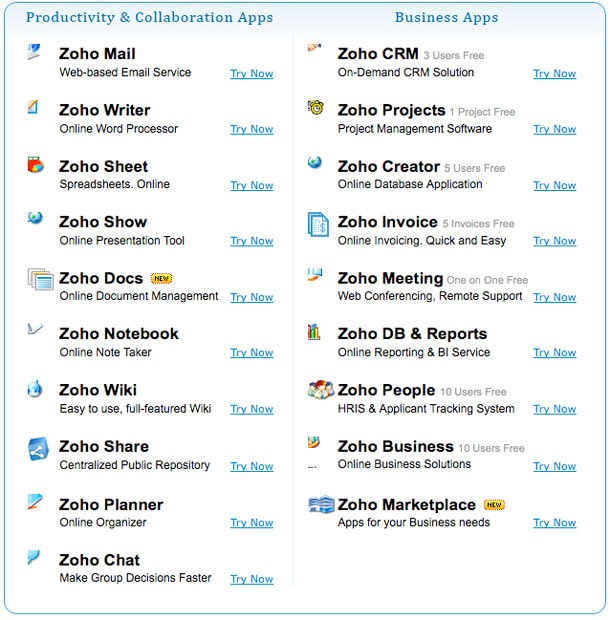 Productivity & Collaboration Apps
Zoho Mail
Web-based Email Service Try Now
Zoho Writer
Online Word Processor Try Now
Zoho Sheet
Spreadsheets. Online Try Now
Zoho Show
Online Presentation Tool Try Now
Zoho Docs NEW
Online Document Management Try Now
Zoho Notebook
Online Note Taker Try Now
Zoho Wiki
Easy to use, full-featured Wiki Try Now
Zoho Share
Centralized Public Repository Try Now
Zoho Planner
Online Organizer Try Now
Zoho Chat
Make Group Decisions Faster Try Now
Business Apps
Zoho CRM 3 Users Free
On-Demand CRM Solution Try Now
Zoho Projects 1 Project Free
Project Management Software Try Now
Zoho Creator 5 Users Free
Online Database Application Try Now
Zoho Invoice 5 Invoices Free
Online Invoicing. Quick and Easy Try Now
Zoho Meeting One on One Free
Web Conferencing, Remote Support Try Now
Zoho DB & Reports
Online Reporting & BI Service Try Now
Zoho People 10 Users Free
HRIS & Applicant Tracking System Try Now
Zoho Business 10 Users Free
Online Business Solutions Try Now
Zoho Marketplace NEW
Apps for your Business needs Try Now